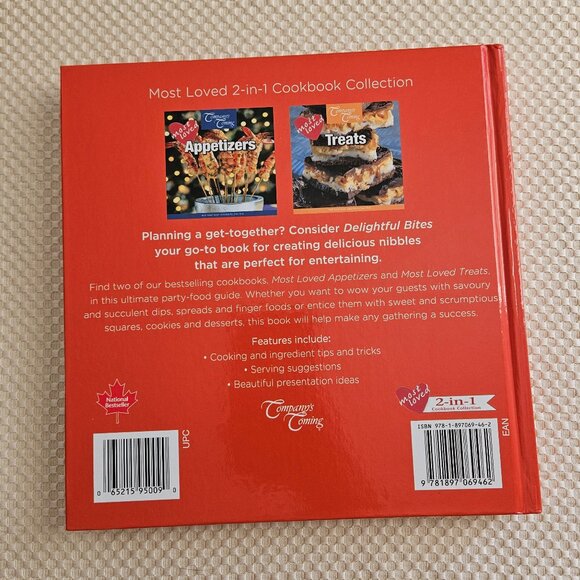 Most Loved 2-in-1 Cookbook Collection
Company's Coming
most loved
Appetizers
Company's Coming
most loved
Treats
Planning a get-together? Consider Delightful Bites
your go-to book for creating delicious nibbles
that are perfect for entertaining.
Find two of our bestselling cookbooks, Most Loved Appetizers and Most Loved Treats,
in this ultimate party-food guide. Whether you want to wow your guests with savoury
and succulent dips, spreads and finger foods or entice them with sweet and scrumptious
squares, cookies and desserts, this book will help make any gathering a success.
Features include:
• Cooking and ingredient tips and tricks
• Serving suggestions
• Beautiful presentation ideas
National
Bestseller
Company's
Coming
most loved
2-in-1
Cookbook Collection
UPC
0 65215 95009 0
ISBN 978-1-897069-46-2
9 781897 069462
EAN